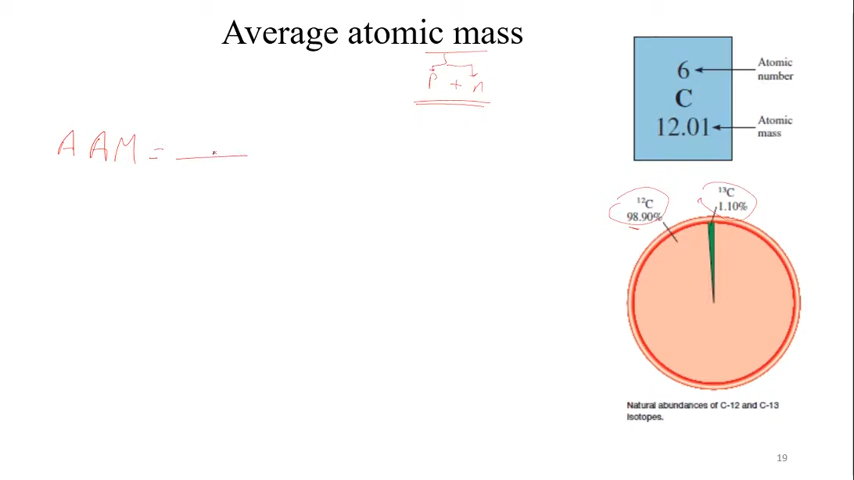 Average atomic mass
p + n
AAM =
6
C
12.01
Atomic
number
Atomic
mass
¹²C
98.90%
¹³C
1.10%
Natural abundances of C-12 and C-13
isotopes.
19